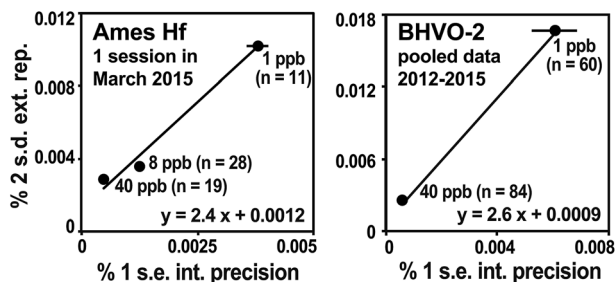 % 2 s.d. ext. rep.
0.012
0.008
0.004
0
Ames Hf
1 session in
March 2015
1 ppb
(n = 11)
8 ppb (n = 28)
40 ppb (n = 19)
y = 2.4 x + 0.0012
0
0.0025
0.005
% 1 s.e. int. precision
0.018
0.012
0.006
0
BHVO-2
pooled data
2012-2015
1 ppb
(n = 60)
40 ppb (n = 84)
y = 2.6 x + 0.0009
0
0.004
0.008
% 1 s.e. int. precision